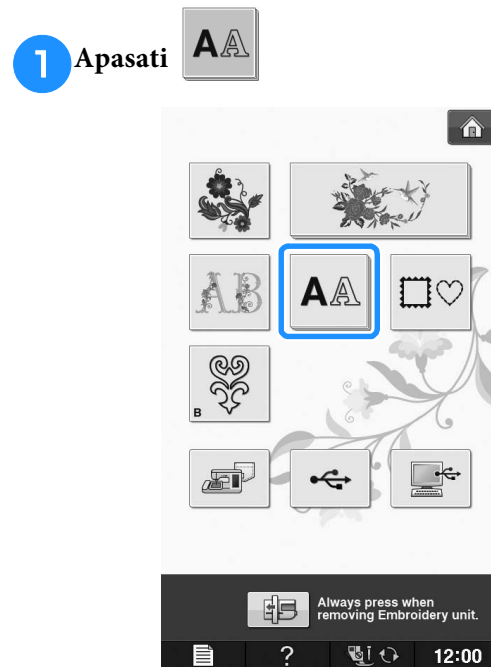 1 Apasati AA
AB AA
B
Always press when
removing Embroidery unit.
? 12:00